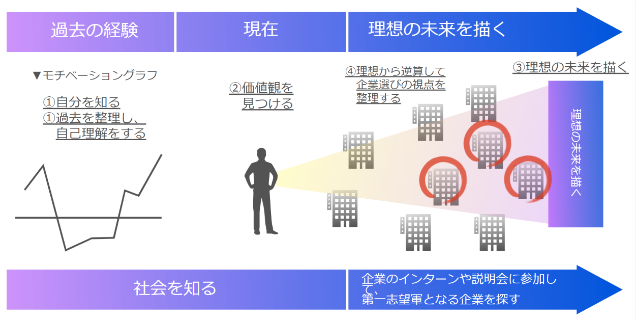 過去の経験
現在
理想の未来を描く
▼モチベーショングラフ
①自分を知る
①過去を整理し、
自己理解をする
②価値観を
見つける
④理想から逆算して
企業選びの視点を
整理する
③理想の未来を描く
理想の未来を描く
社会を知る
企業のインターンや説明会に参加し
て、
第一志望軍となる企業を探す